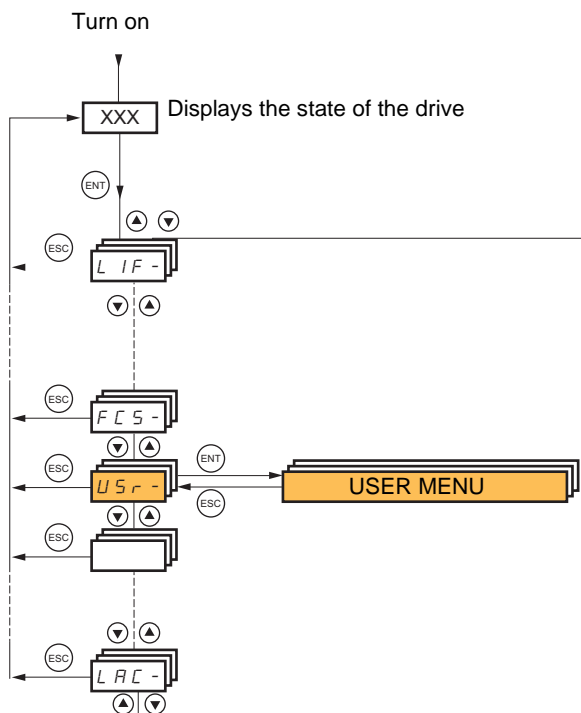 Turn on
XXX
Displays the state of the drive
ENT
ESC
LIF-
ESC
FCS-
ESC
USr-
ENT
ESC
USER MENU
ESC
ESC
LAC-